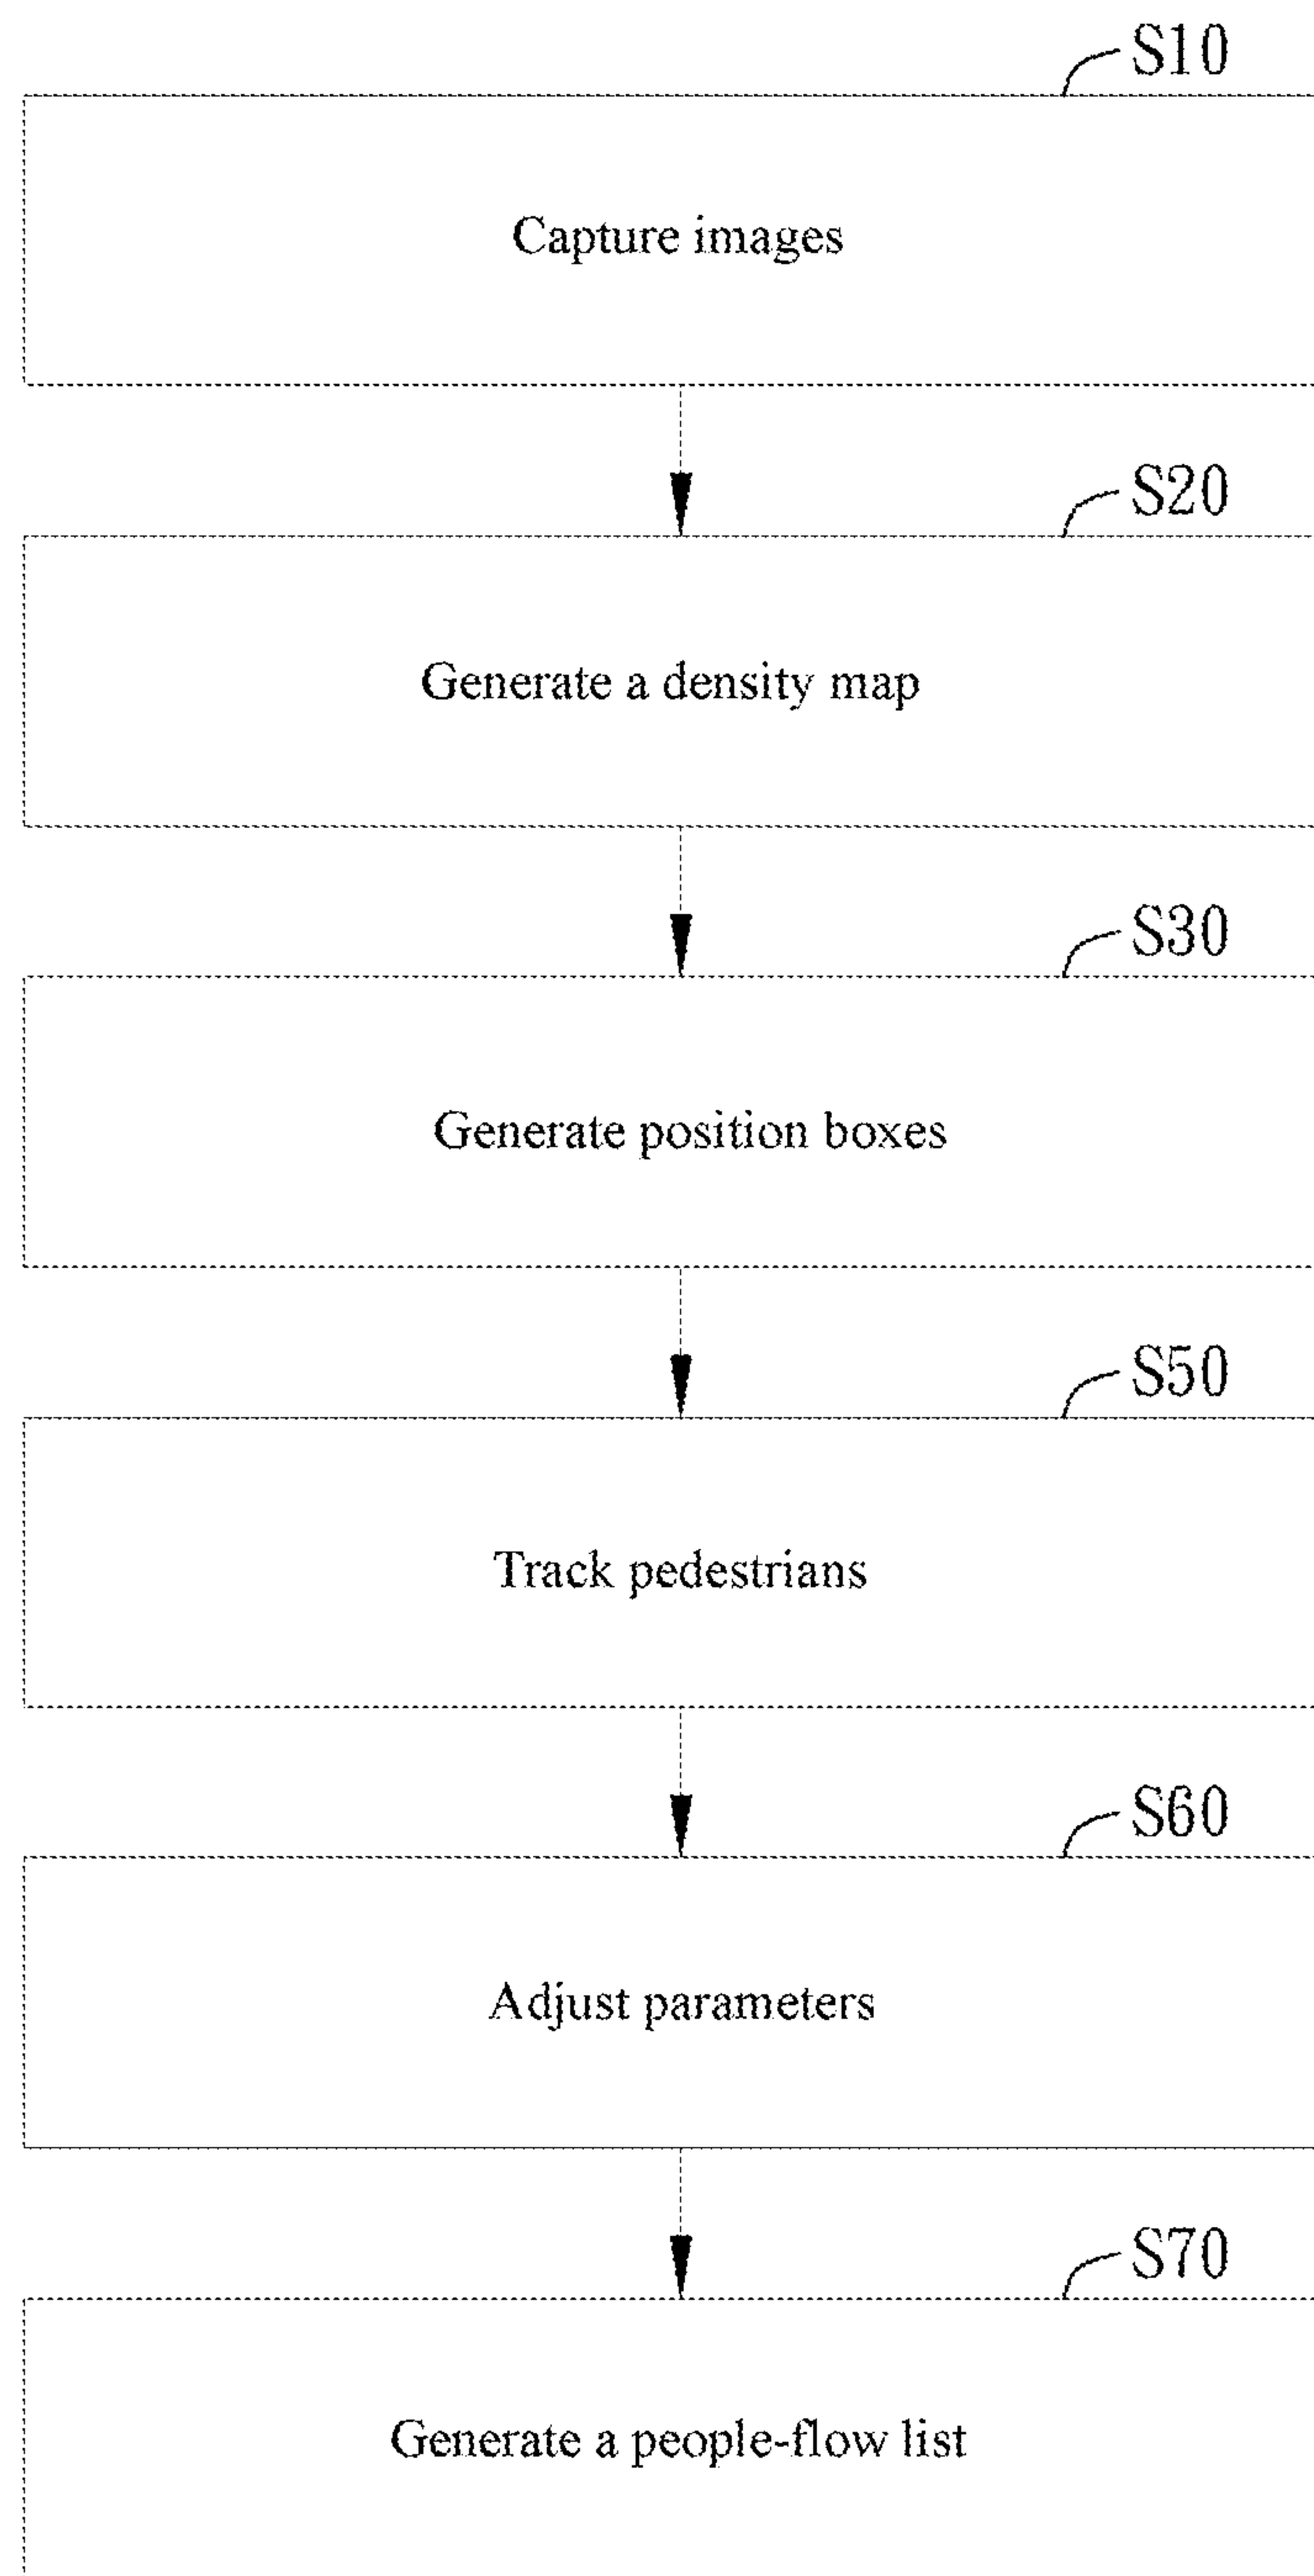 S10
Capture images
S20
Generate a density map
S30
Generate position boxes
S50
Track pedestrians
S60
Adjust parameters
S70
Generate a people-flow list